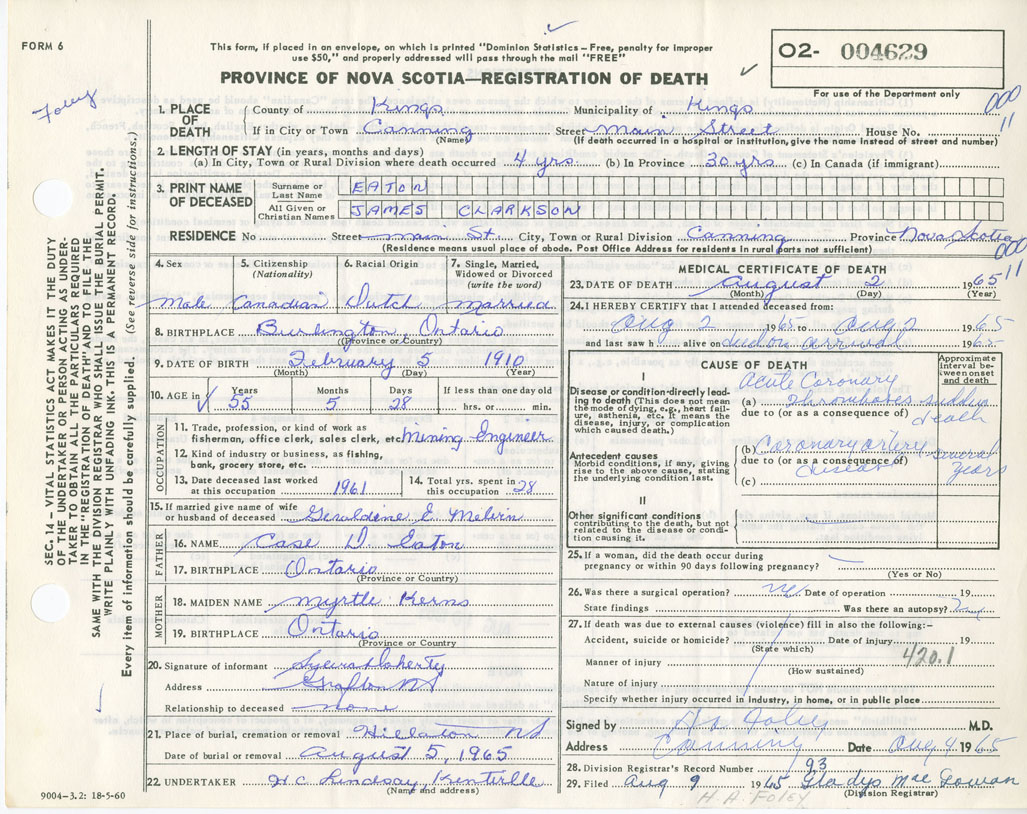 FORM 6
This form, if placed in an envelope, on which is printed "Dominion Statistics – Free, penalty for improper
use $50," and properly addressed will pass through the mail "FREE"
PROVINCE OF NOVA SCOTIA—REGISTRATION OF DEATH
02- 004629
For use of the Department only
Foley
000
11
1. PLACE OF DEATH
County of Kings Municipality of Kings
If in City or Town Canning Street Main Street House No.
(Name) (If death occurred in a hospital or institution, give the name instead of street and number)
2. LENGTH OF STAY (in years, months and days)
(a) In City, Town or Rural Division where death occurred 4 yrs. (b) In Province 30 yrs (c) In Canada (if immigrant)
3. PRINT NAME OF DECEASED
Surname or Last Name EATON
All Given or Christian Names JAMES CLARKSON
RESIDENCE No Street Main St. City, Town or Rural Division Canning Province Nova Scotia
(Residence means usual place of abode. Post Office Address for residents in rural parts not sufficient)
000
11
4. Sex 5. Citizenship (Nationality) 6. Racial Origin 7. Single, Married, Widowed or Divorced (write the word)
Male Canadian Dutch Married
8. BIRTHPLACE Burlington, Ontario
(Province or Country)
9. DATE OF BIRTH February 5 1910
(Month) (Day) (Year)
10. AGE in Years 55 Months 5 Days 28 If less than one day old hrs. or min.
OCCUPATION
11. Trade, profession, or kind of work as
fisherman, office clerk, sales clerk, etc. Mining Engineer
12. Kind of industry or business, as fishing,
bank, grocery store, etc.
13. Date deceased last worked at this occupation 1961 14. Total yrs. spent in this occupation 28
15. If married give name of wife or husband of deceased Geraldine E Melvin
FATHER
16. NAME Case D. Eaton
17. BIRTHPLACE Ontario
(Province or Country)
MOTHER
18. MAIDEN NAME Myrtle Kerns
19. BIRTHPLACE Ontario
(Province or Country
20. Signature of informant
Address Grafton NS
Relationship to deceased none
21. Place of burial, cremation or removal Hillaton NS
Date of burial or removal August 5, 1965
22. UNDERTAKER H C Lindsay, Kentville
(Name and address)
MEDICAL CERTIFICATE OF DEATH
23. DATE OF DEATH August 2 1965
(Month) (Day) (Year)
24. I HEREBY CERTIFY that I attended deceased from:
Aug 2 1965 to Aug 2 1965
and last saw h alive on dead on arrival 1965
CAUSE OF DEATH
Approximate interval between onset and death
I
Disease or condition directly leading to death (This does not mean the mode of dying, e.g., heart failure, asthenia, etc. It means the disease, injury, or complication which caused death.)
Acute Coronary
(a) Thrombosis sudden
due to (or as a consequence of) death
Antecedent causes
Morbid conditions, if any, giving rise to the above cause, stating the underlying condition last.
(b) Coronary artery several
due to (or as a consequence of) disease years
(c)
II
Other significant conditions
contributing to the death, but not related to the disease or condition causing it.
25. If a woman, did the death occur during
pregnancy or within 90 days following pregnancy?
(Yes or No)
26. Was there a surgical operation? no Date of operation 19
State findings Was there an autopsy?
27. If death was due to external causes (violence) fill in also the following:-
Accident, suicide or homicide? Date of injury 19
(State which)
420.1
Manner of injury
(How sustained)
Nature of injury
Specify whether injury occurred in industry, in home, or in public place
Signed by H A Foley M.D.
Address Canning Date Aug 4 1965
28. Division Registrar's Record Number 93
29. Filed Aug 9 1965 Gladys MacGowan
(Division Registrar)
H. A. FOLEY
9004-3.2: 18-5-60
SEC. 14 – VITAL STATISTICS ACT MAKES IT THE DUTY
OF THE UNDERTAKER OR PERSON ACTING AS UNDER-
TAKER TO OBTAIN ALL THE PARTICULARS REQUIRED
IN THE "REGISTRATION OF DEATH" AND TO FILE THE
SAME WITH THE DIVISION REGISTRAR WHO SHALL ISSUE THE BURIAL PERMIT.
WRITE PLAINLY WITH UNFADING INK. THIS IS A PERMANENT RECORD.
Every item of information should be carefully supplied. (See reverse side for instructions.)